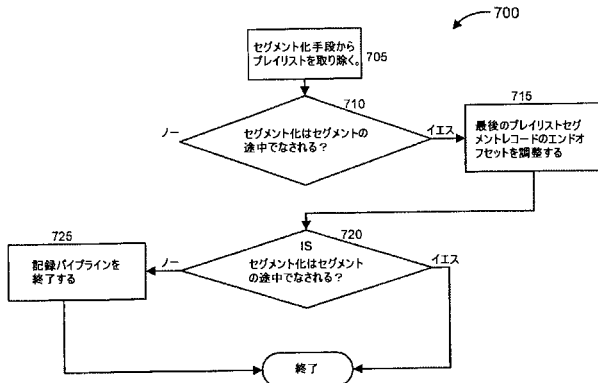 700
セグメント化手段から
プレイリストを取り除く。
705
710
ノー
セグメント化はセグメントの
途中でなされる？
イエス
715
最後のプレイリストセグ
メントレコードのエンドオ
フセットを調整する
725
記録パイプラインを
終了する
ノー
720
IS
セグメント化はセグメント
の途中でなされる？
イエス
終了